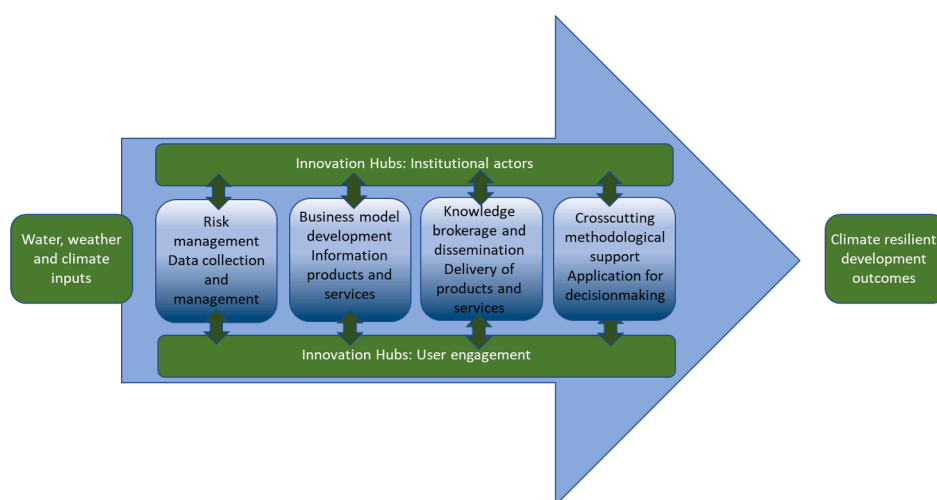 Innovation Hubs: Institutional actors
Water, weather
and climate
inputs
Risk
management
Data collection
and
management
Business model
development
Information
products and
services
Knowledge
brokerage and
dissemination
Delivery of
products and
services
Crosscutting
methodological
support
Application for
decisionmaking
Climate resilient
development
outcomes
Innovation Hubs: User engagement